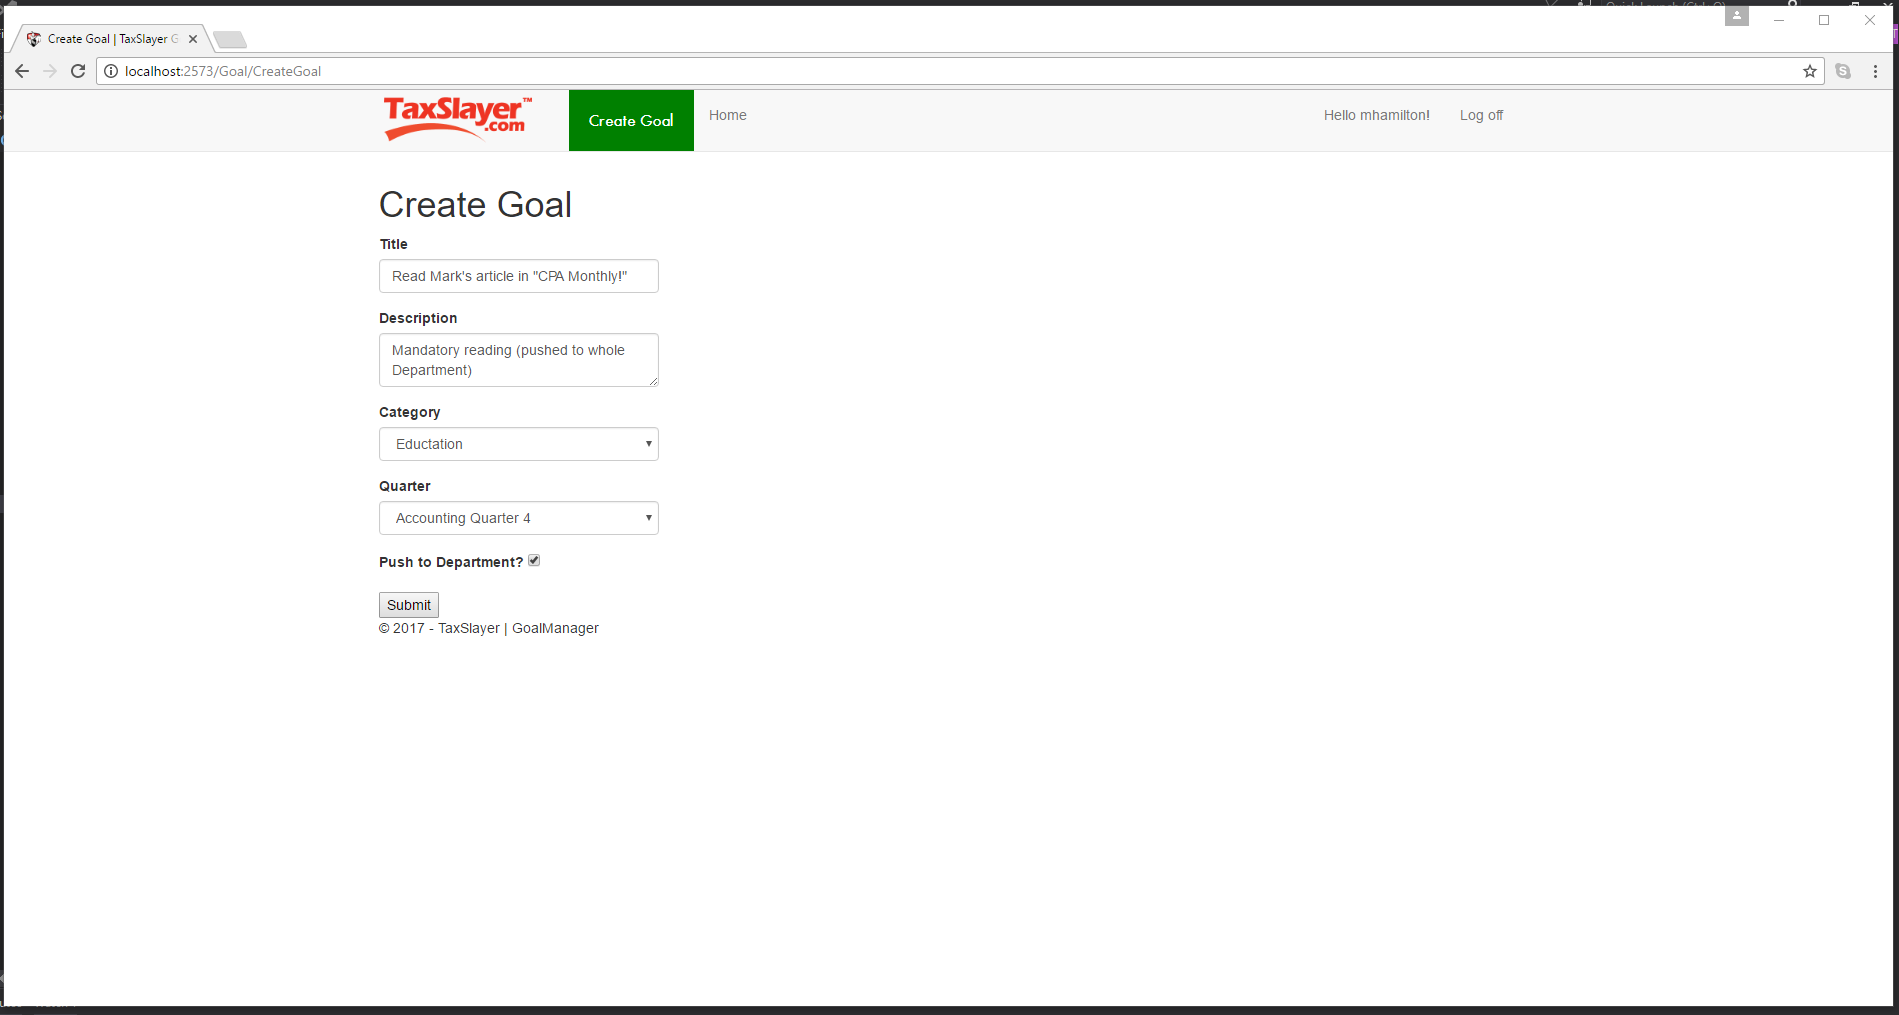 Create Goal | TaxSlayer G
localhost:2573/Goal/CreateGoal
TaxSlayer™
.com
Create Goal
Home
Hello mhamilton!
Log off
Create Goal
Title
Read Mark's article in "CPA Monthly!"
Description
Mandatory reading (pushed to whole
Department)
Category
Eductation
Quarter
Accounting Quarter 4
Push to Department?
Submit
© 2017 - TaxSlayer | GoalManager